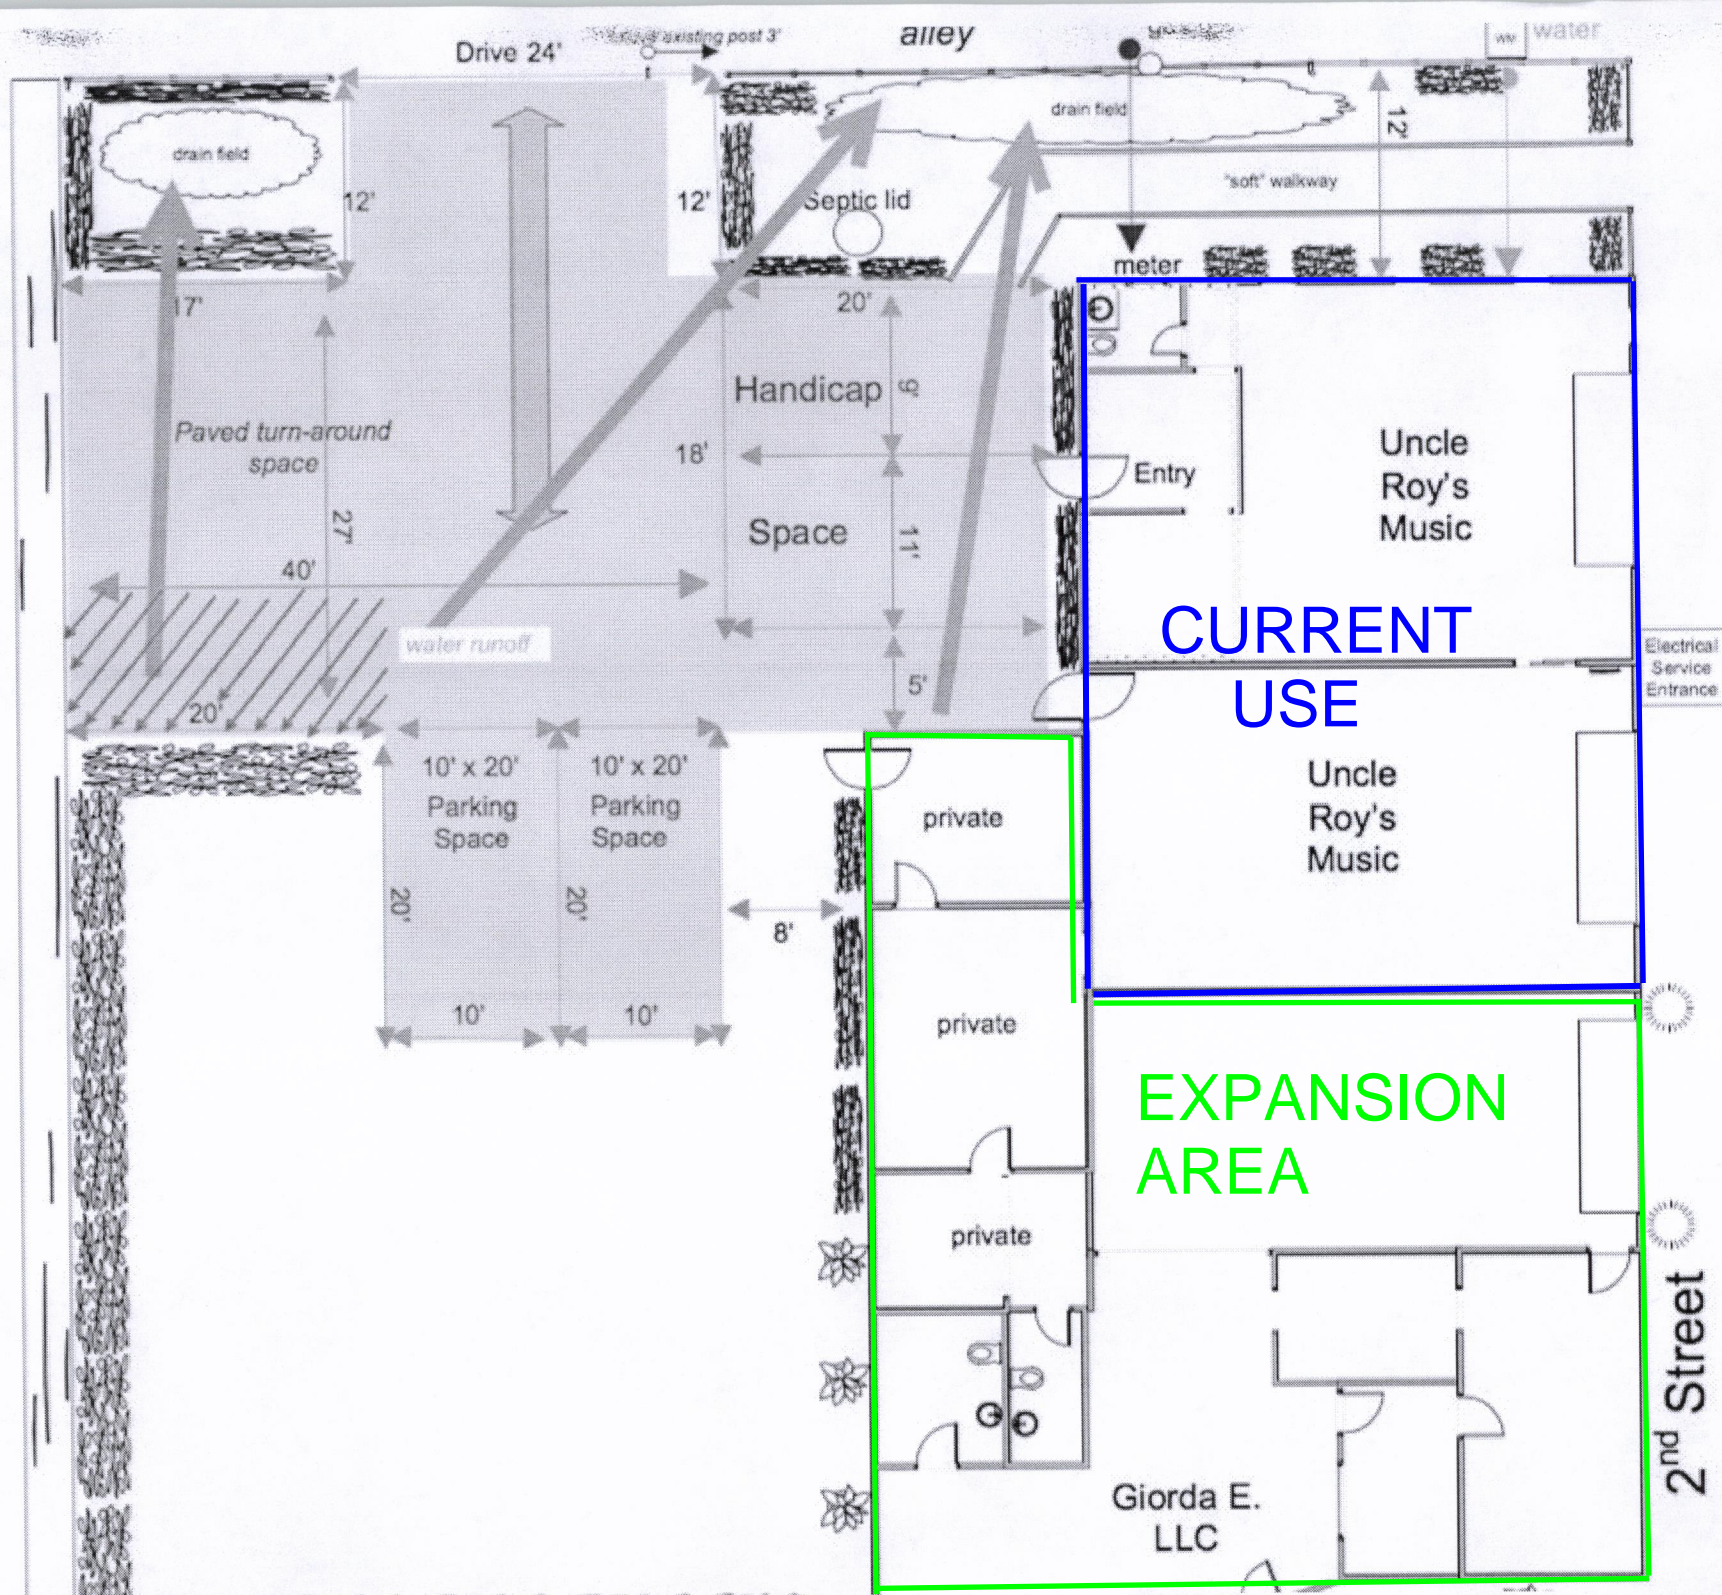 alley
Drive 24'
existing post 3'
water
WM
drain field
drain field
12'
12'
12'
"soft" walkway
Septic lid
meter
17'
20'
Handicap
9'
Paved turn-around
space
18'
Entry
Uncle
Roy's
Music
27'
Space
11'
40'
CURRENT
USE
water runoff
Electrical
Service
Entrance
5'
20'
10' x 20'
Parking
Space
10' x 20'
Parking
Space
private
Uncle
Roy's
Music
20'
20'
8'
10'
10'
private
EXPANSION
AREA
private
2nd Street
Giorda E.
LLC